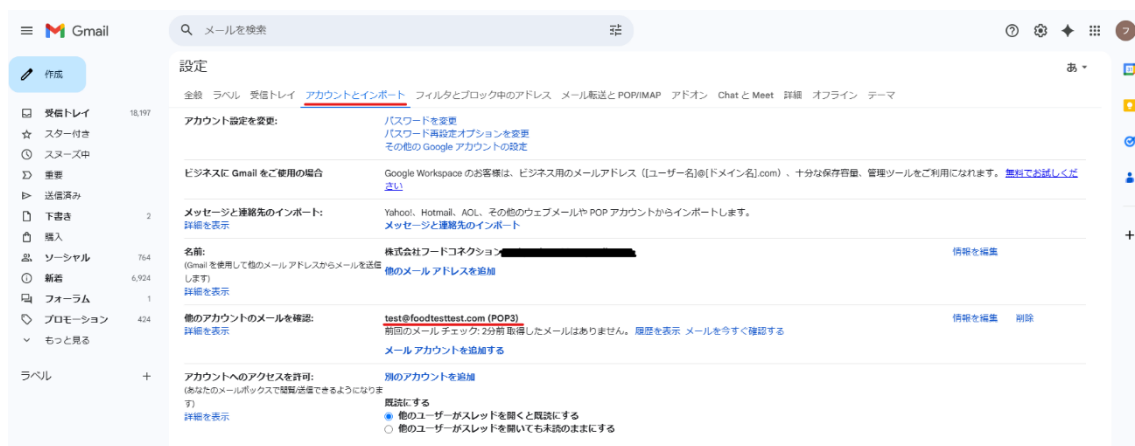 Gmail
メールを検索
フ
作成
受信トレイ 18,197
スター付き
スヌーズ中
重要
送信済み
下書き 2
購入
ソーシャル 764
新着 6,924
フォーラム 1
プロモーション 424
もっと見る
ラベル +
設定
あ
全般 ラベル 受信トレイ アカウントとインポート フィルタとブロック中のアドレス メール転送と POP/IMAP アドオン Chat と Meet 詳細 オフライン テーマ
アカウント設定を変更:
パスワードを変更
パスワード再設定オプションを変更
その他の Google アカウントの設定
ビジネスに Gmail をご使用の場合
Google Workspace のお客様は、ビジネス用のメールアドレス（[ユーザー名]@[ドメイン名].com）、十分な保存容量、管理ツールをご利用になれます。 無料でお試しくだ
さい
メッセージと連絡先のインポート:
詳細を表示
Yahoo!、Hotmail、AOL、その他のウェブメールや POP アカウントからインポートします。
メッセージと連絡先のインポート
名前:
(Gmail を使用して他のメール アドレスからメールを送信
します)
詳細を表示
株式会社フードコネクション
情報を編集
他のメール アドレスを追加
他のアカウントのメールを確認:
詳細を表示
test@foodtesttest.com (POP3)
情報を編集 削除
前回のメール チェック: 2分前 取得したメールはありません。 履歴を表示 メールを今すぐ確認する
メール アカウントを追加する
アカウントへのアクセスを許可:
(あなたのメールボックスで閲覧/送信できるようになりま
す)
詳細を表示
別のアカウントを追加
既読にする
他のユーザーがスレッドを開くと既読にする
他のユーザーがスレッドを開いても未読のままにする